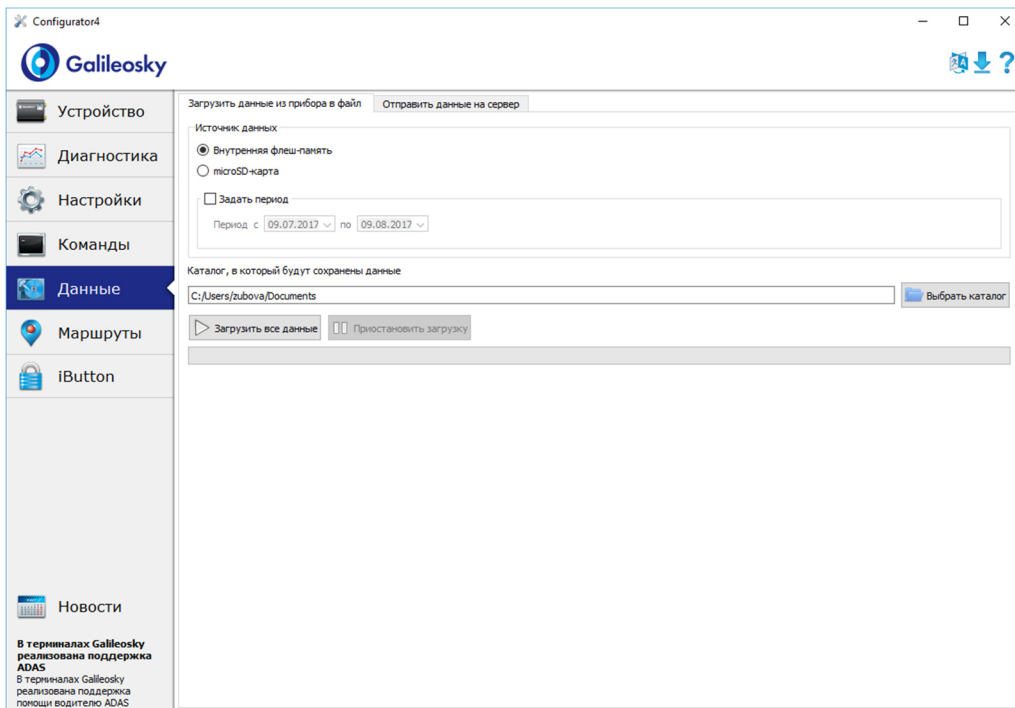 Configurator4
Galileosky
Устройство
Диагностика
Настройки
Команды
Данные
Маршруты
iButton
Новости
В терминалах Galileosky
реализована поддержка
ADAS
В терминалах Galileosky
реализована поддержка
помощи водителю ADAS
Загрузить данные из прибора в файл
Отправить данные на сервер
Источник данных
Внутренняя флеш-память
microSD-карта
Задать период
Период с 09.07.2017 по 09.08.2017
Каталог, в который будут сохранены данные
C:/Users/zubova/Documents
Выбрать каталог
Загрузить все данные
Приостановить загрузку